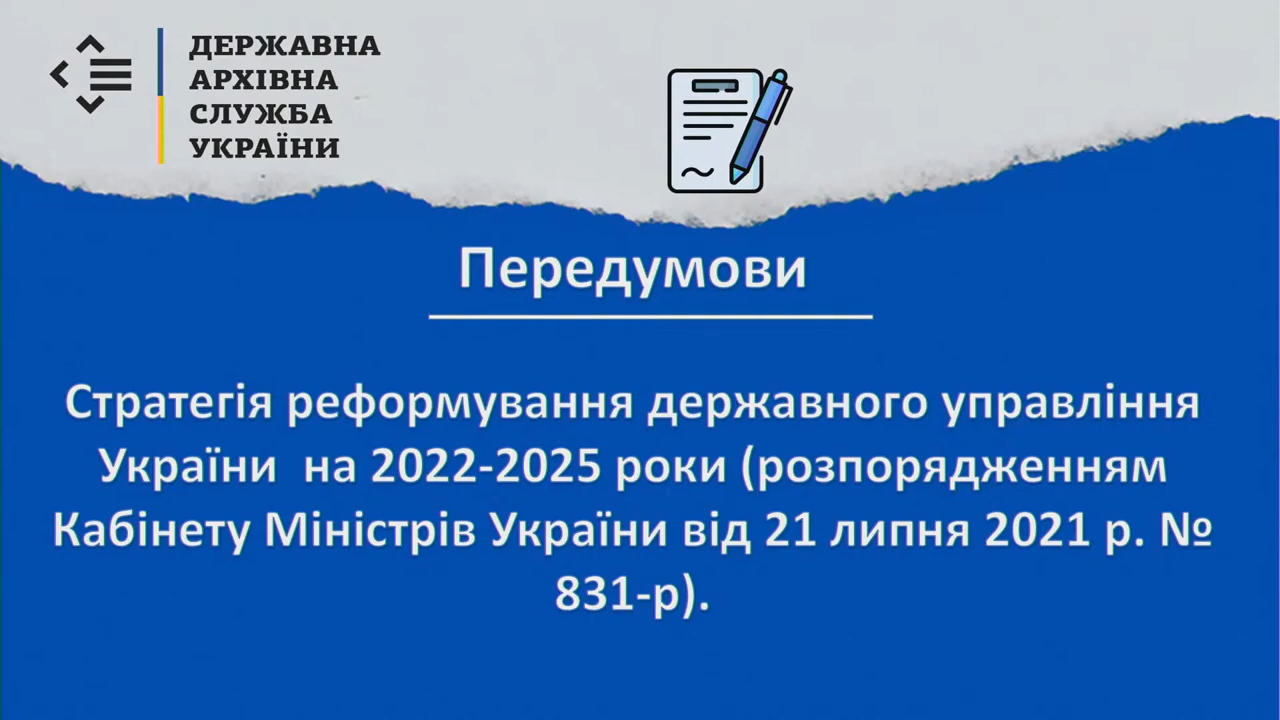 ДЕРЖАВНА
АРХІВНА
СЛУЖБА
УКРАЇНИ
Передумови
Стратегія реформування державного управління
України на 2022-2025 роки (розпорядженням
Кабінету Міністрів України від 21 липня 2021 р. №
831-р).